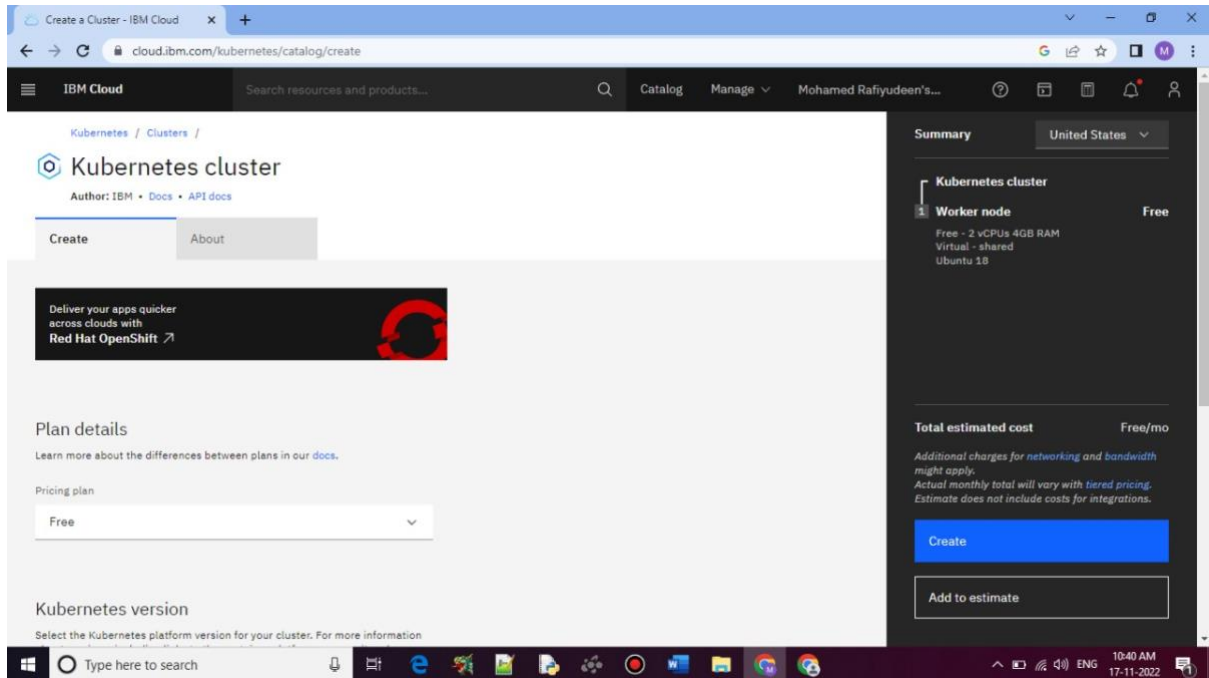 Create a Cluster - IBM Cloud
cloud.ibm.com/kubernetes/catalog/create
G
M
IBM Cloud
Search resources and products...
Catalog
Manage
Mohamed Rafiyudeen's...
Kubernetes / Clusters /
Kubernetes cluster
Author: IBM • Docs • API docs
Create
About
Deliver your apps quicker
across clouds with
Red Hat OpenShift
Plan details
Learn more about the differences between plans in our docs.
Pricing plan
Free
Kubernetes version
Select the Kubernetes platform version for your cluster. For more information
Summary
United States
Kubernetes cluster
1 Worker node Free
Free - 2 vCPUs 4GB RAM
Virtual - shared
Ubuntu 18
Total estimated cost Free/mo
Additional charges for networking and bandwidth
might apply.
Actual monthly total will vary with tiered pricing.
Estimate does not include costs for integrations.
Create
Add to estimate
Type here to search
ENG
10:40 AM
17-11-2022